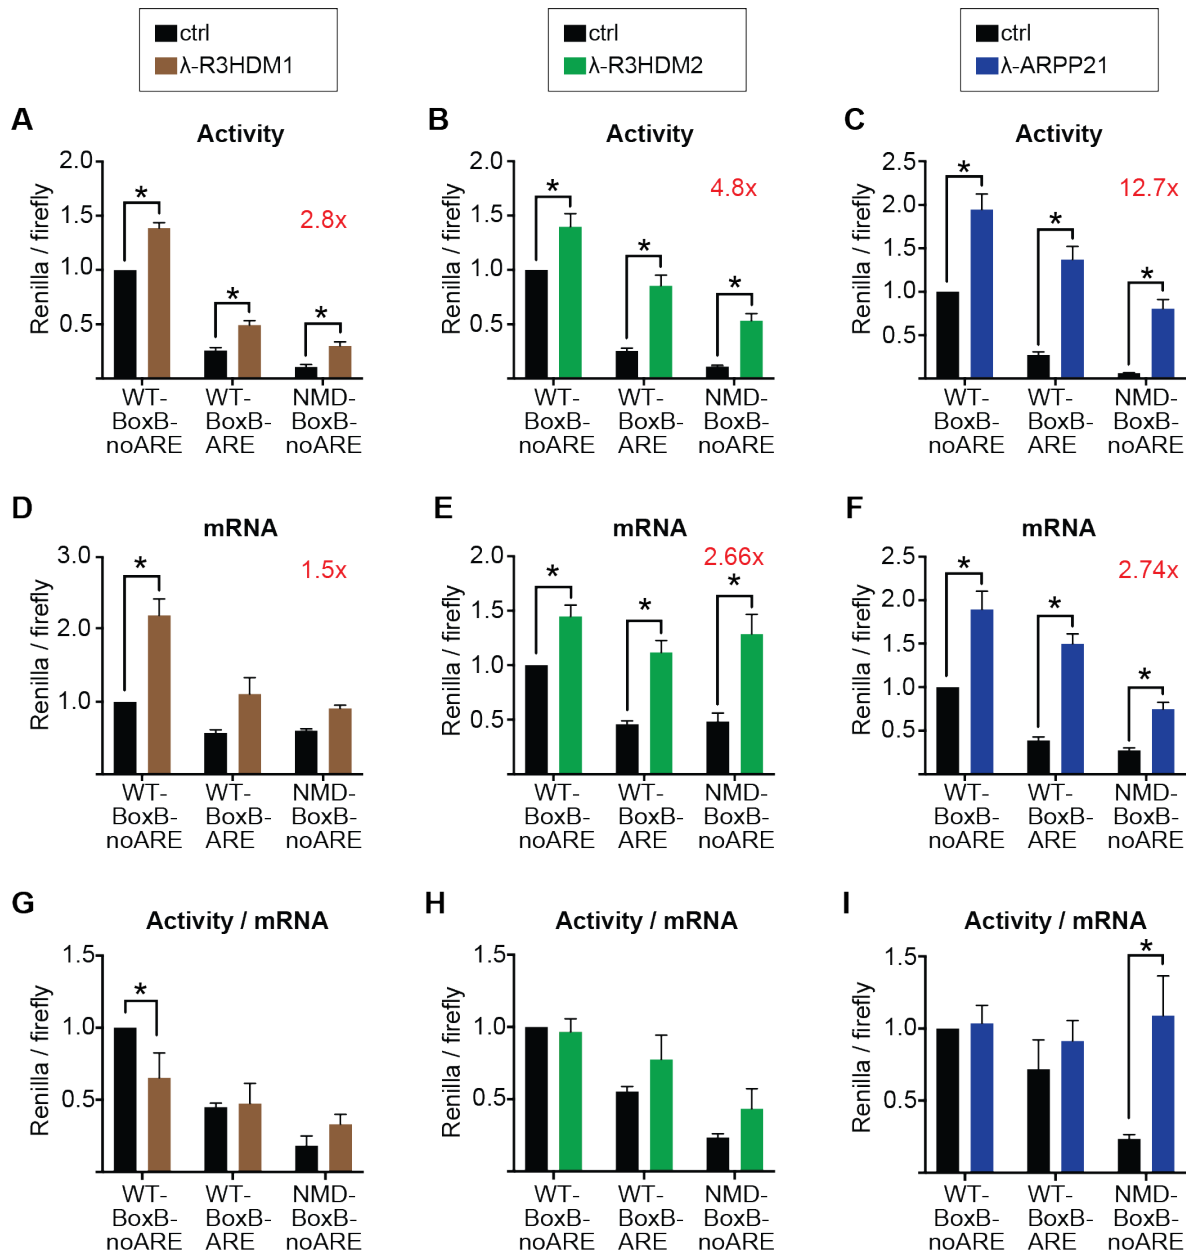 ctrl
λ-R3HDM1
ctrl
λ-R3HDM2
ctrl
λ-ARPP21
A
Activity
Renilla / firefly
2.0
1.5
1.0
0.5
*
*
*
2.8x
WT-
BoxB-
noARE
WT-
BoxB-
ARE
NMD-
BoxB-
noARE
B
Activity
Renilla / firefly
2.0
1.5
1.0
0.5
*
*
*
4.8x
WT-
BoxB-
noARE
WT-
BoxB-
ARE
NMD-
BoxB-
noARE
C
Activity
Renilla / firefly
2.5
2.0
1.5
1.0
0.5
*
*
*
12.7x
WT-
BoxB-
noARE
WT-
BoxB-
ARE
NMD-
BoxB-
noARE
D
mRNA
Renilla / firefly
3.0
2.0
1.0
*
1.5x
WT-
BoxB-
noARE
WT-
BoxB-
ARE
NMD-
BoxB-
noARE
E
mRNA
Renilla / firefly
2.0
1.5
1.0
0.5
*
*
*
2.66x
WT-
BoxB-
noARE
WT-
BoxB-
ARE
NMD-
BoxB-
noARE
F
mRNA
Renilla / firefly
2.5
2.0
1.5
1.0
0.5
*
*
*
2.74x
WT-
BoxB-
noARE
WT-
BoxB-
ARE
NMD-
BoxB-
noARE
G
Activity / mRNA
Renilla / firefly
1.5
1.0
0.5
*
WT-
BoxB-
noARE
WT-
BoxB-
ARE
NMD-
BoxB-
noARE
H
Activity / mRNA
Renilla / firefly
1.5
1.0
0.5
WT-
BoxB-
noARE
WT-
BoxB-
ARE
NMD-
BoxB-
noARE
I
Activity / mRNA
Renilla / firefly
1.5
1.0
0.5
*
WT-
BoxB-
noARE
WT-
BoxB-
ARE
NMD-
BoxB-
noARE